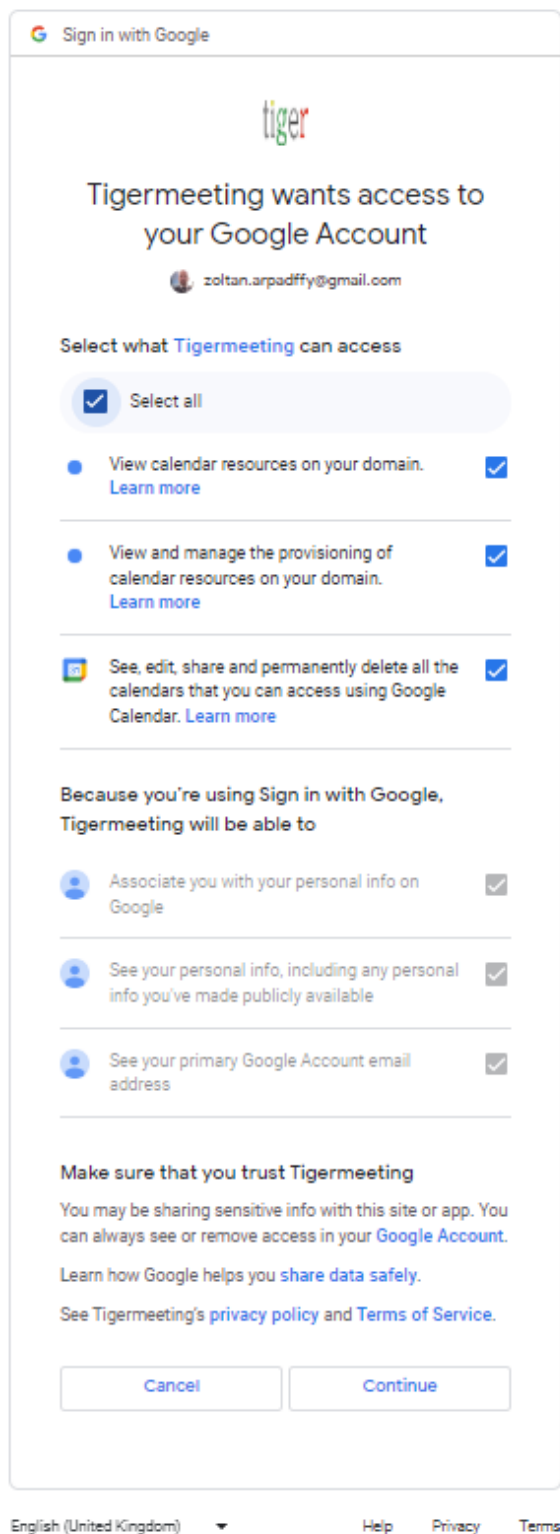 Sign in with Google
tiger
Tigermeeting wants access to
your Google Account
zoltan.arpadffy@gmail.com
Select what Tigermeeting can access
Select all
View calendar resources on your domain.
Learn more
View and manage the provisioning of
calendar resources on your domain.
Learn more
See, edit, share and permanently delete all the
calendars that you can access using Google
Calendar. Learn more
Because you're using Sign in with Google,
Tigermeeting will be able to
Associate you with your personal info on
Google
See your personal info, including any personal
info you've made publicly available
See your primary Google Account email
address
Make sure that you trust Tigermeeting
You may be sharing sensitive info with this site or app. You
can always see or remove access in your Google Account.
Learn how Google helps you share data safely.
See Tigermeeting's privacy policy and Terms of Service.
Cancel Continue
English (United Kingdom) Help Privacy Terms